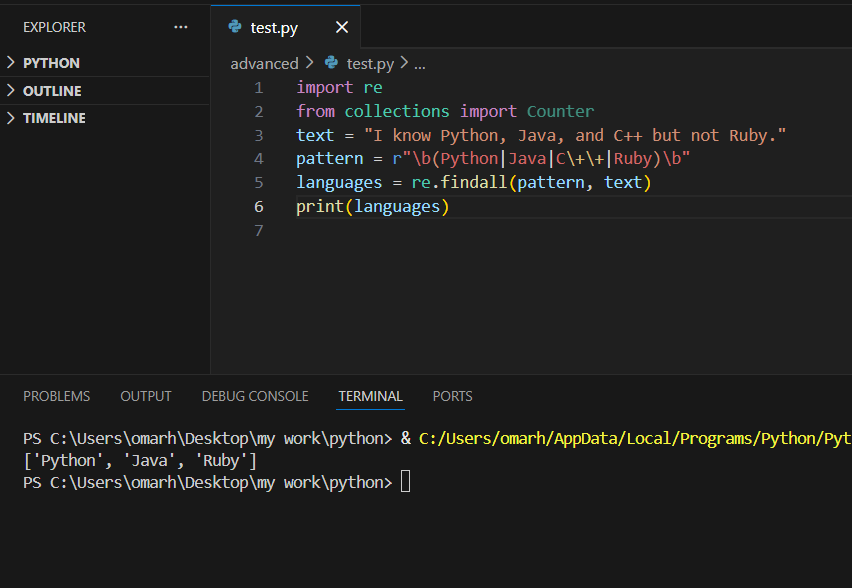 EXPLORER ...
PYTHON
OUTLINE
TIMELINE
test.py
advanced > test.py > ...
1 import re
2 from collections import Counter
3 text = "I know Python, Java, and C++ but not Ruby."
4 pattern = r"\b(Python|Java|C\+\+|Ruby)\b"
5 languages = re.findall(pattern, text)
6 print(languages)
7
PROBLEMS OUTPUT DEBUG CONSOLE TERMINAL PORTS
PS C:\Users\omarh\Desktop\my work\python> & C:/Users/omarh/AppData/Local/Programs/Python/Pyt
['Python', 'Java', 'Ruby']
PS C:\Users\omarh\Desktop\my work\python>